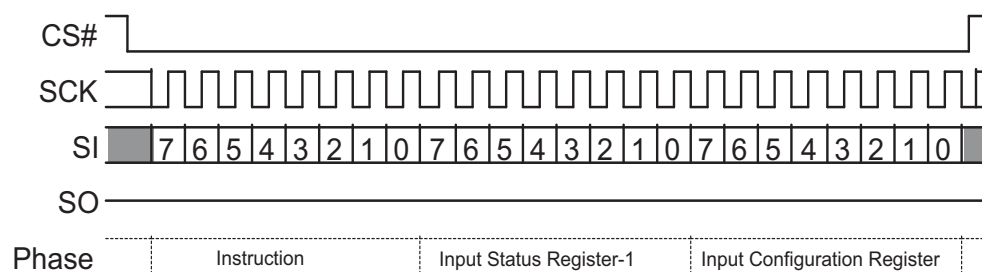 CS#
SCK
SI 7 6 5 4 3 2 1 0 7 6 5 4 3 2 1 0 7 6 5 4 3 2 1 0
SO
Phase Instruction Input Status Register-1 Input Configuration Register